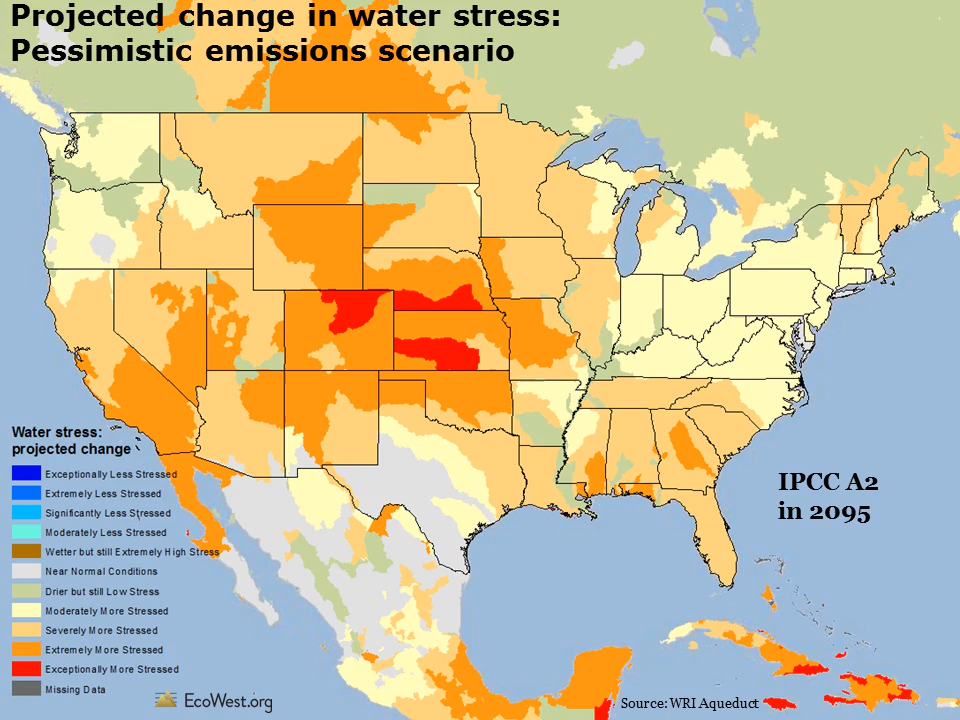 Projected change in water stress:
Pessimistic emissions scenario
Water stress:
projected change
Exceptionally Less Stressed
Extremely Less Stressed
Significantly Less Stressed
Moderately Less Stressed
Wetter but still Extremely High Stress
Near Normal Conditions
Drier but still Low Stress
Moderately More Stressed
Severely More Stressed
Extremely More Stressed
Exceptionally More Stressed
Missing Data
IPCC A2
in 2095
EcoWest.org
Source: WRI Aqueduct